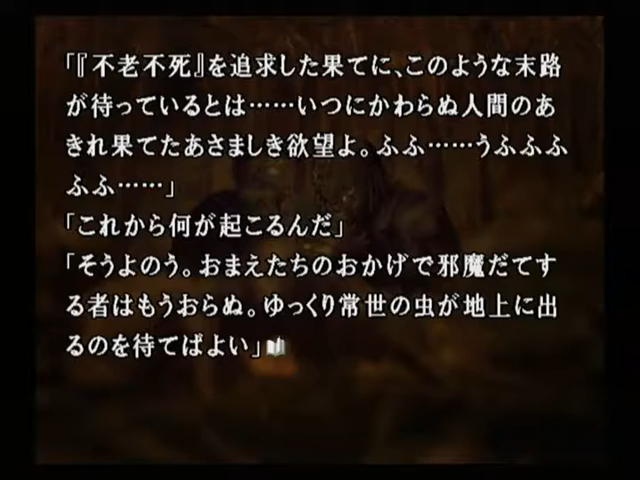 「『不老不死』を追求した果てに、このような末路
が待っているとは……いつにかわらぬ人間のあ
きれ果てたあさましき欲望よ。ふふ……うふふふ
ふふ……」
「これから何が起こるんだ」
「そうよのう。おまえたちのおかげで邪魔だてす
る者はもうおらぬ。ゆっくり常世の虫が地上に出
るのを待てばよい」